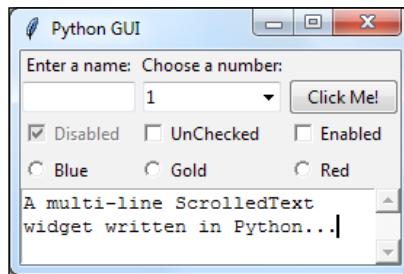 Python GUI
Enter a name: Choose a number:
1 Click Me!
Disabled UnChecked Enabled
Blue Gold Red
A multi-line ScrolledText
widget written in Python...